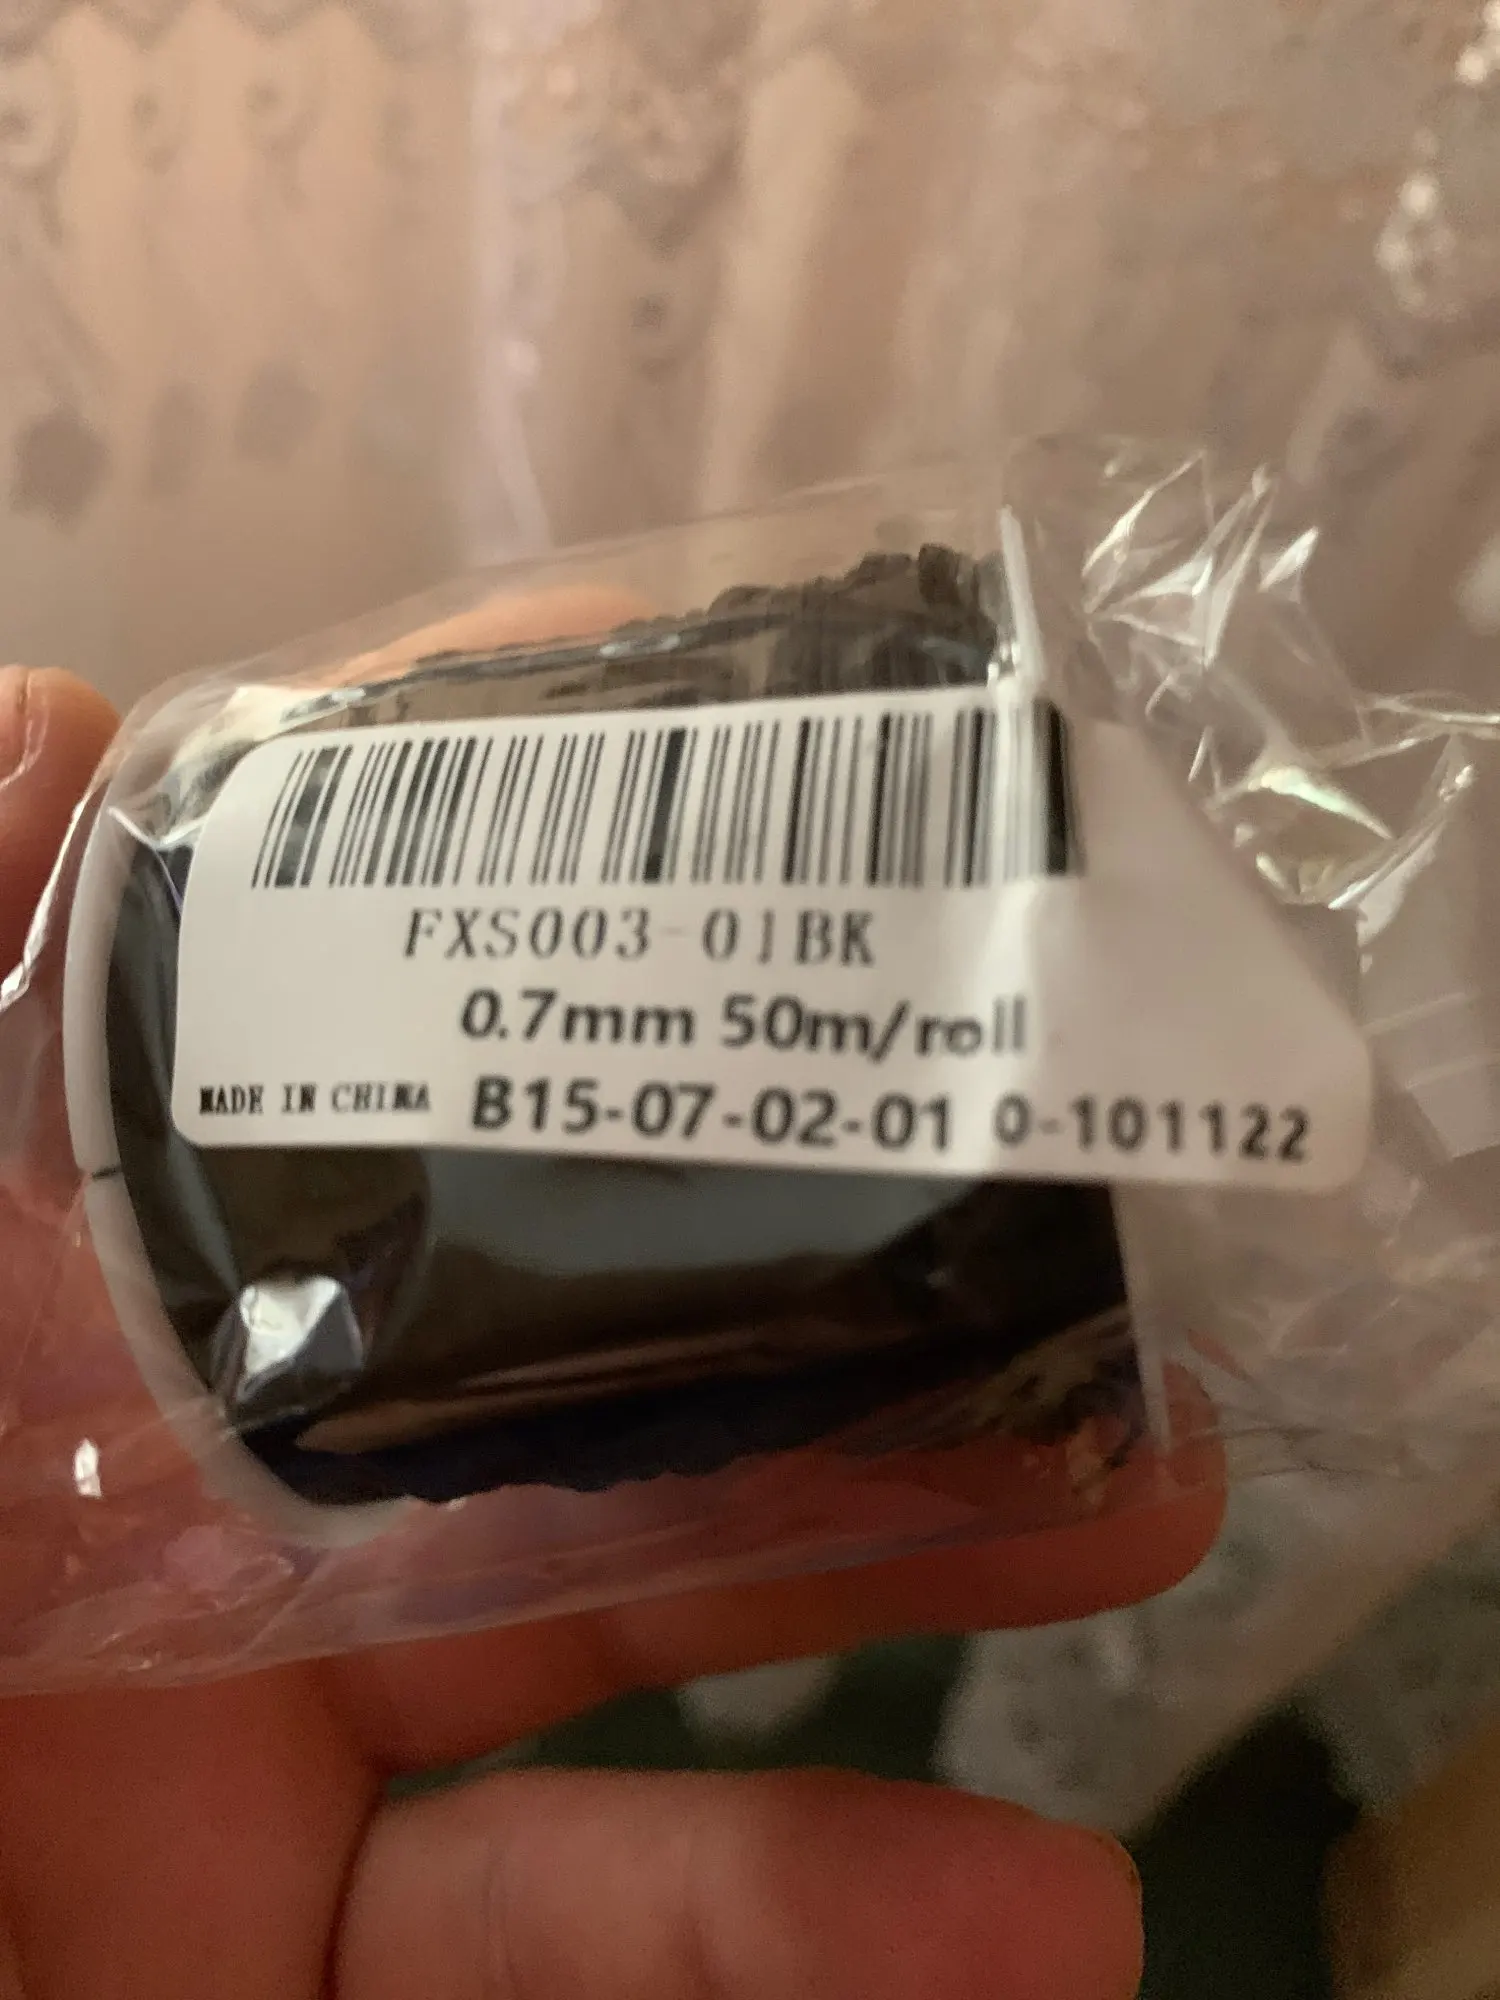 FXS003-01BK
0.7mm 50m/roll
MADE IN CHINA B15-07-02-01 0-101122